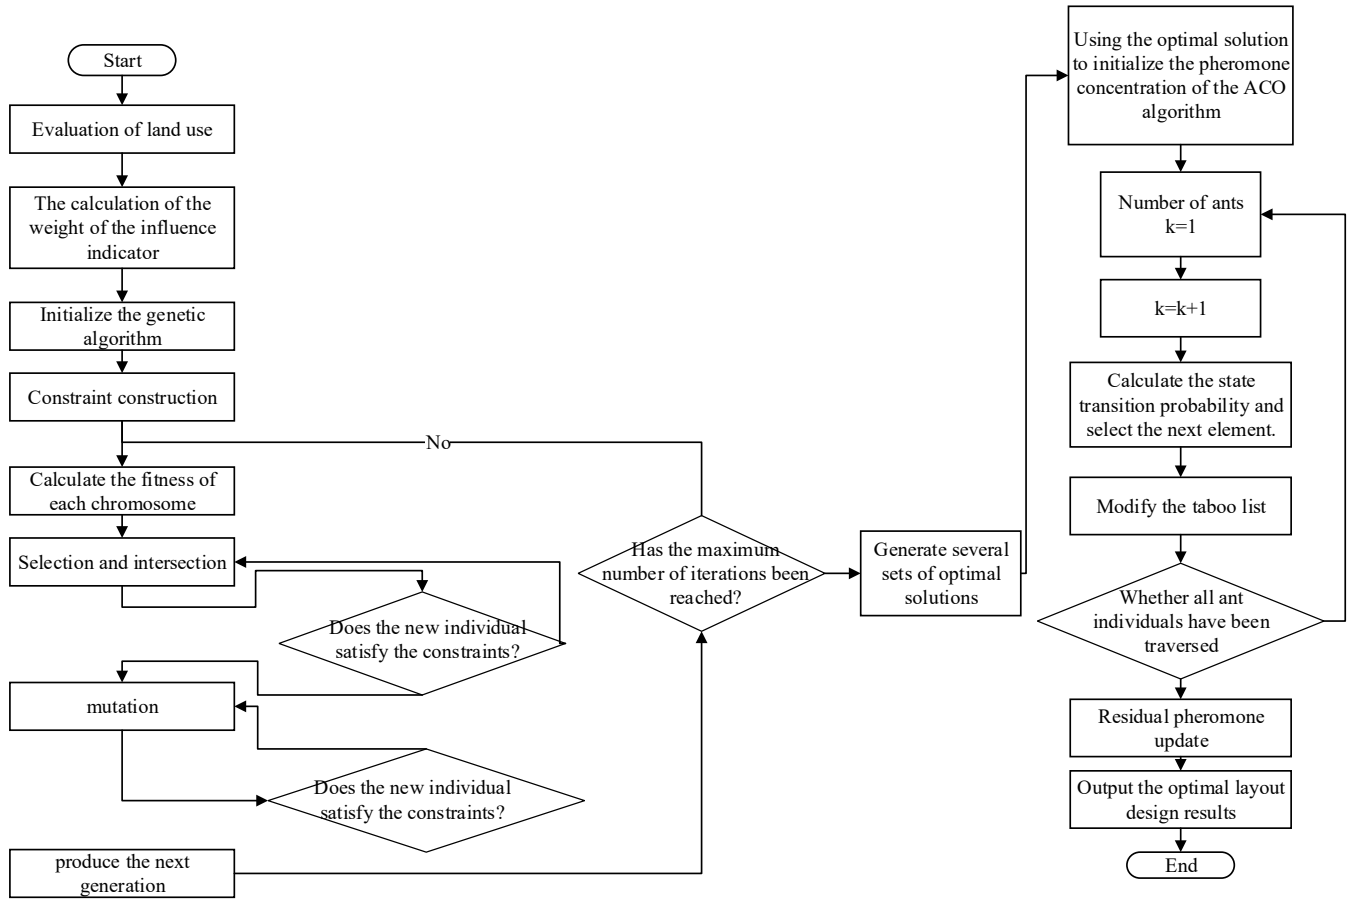 Start
Evaluation of land use
The calculation of the
weight of the influence
indicator
Initialize the genetic
algorithm
Constraint construction
No
Calculate the fitness of
each chromosome
Selection and intersection
Does the new individual
satisfy the constraints?
mutation
Does the new individual
satisfy the constraints?
produce the next
generation
Has the maximum
number of iterations been
reached?
Generate several
sets of optimal
solutions
Using the optimal solution
to initialize the pheromone
concentration of the ACO
algorithm
Number of ants
k=1
k=k+1
Calculate the state
transition probability and
select the next element.
Modify the taboo list
Whether all ant
individuals have been
traversed
Residual pheromone
update
Output the optimal layout
design results
End